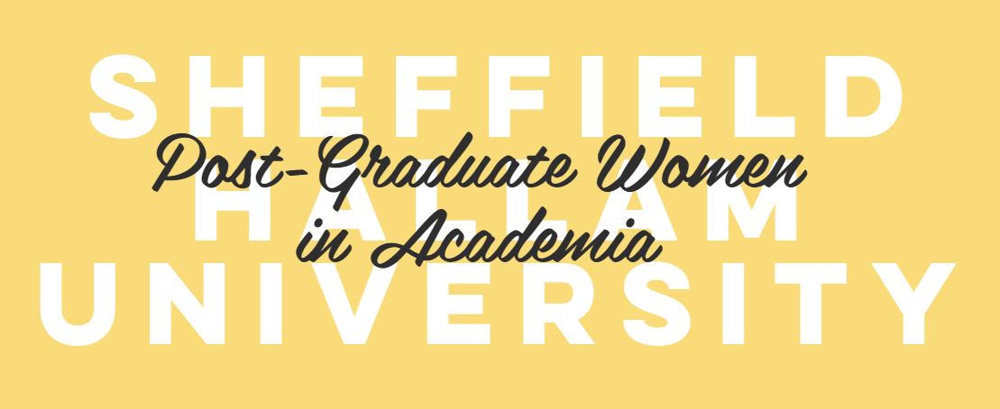 SHEFFIELD
Post-Graduate Women
HALLAM
in Academia
UNIVERSITY